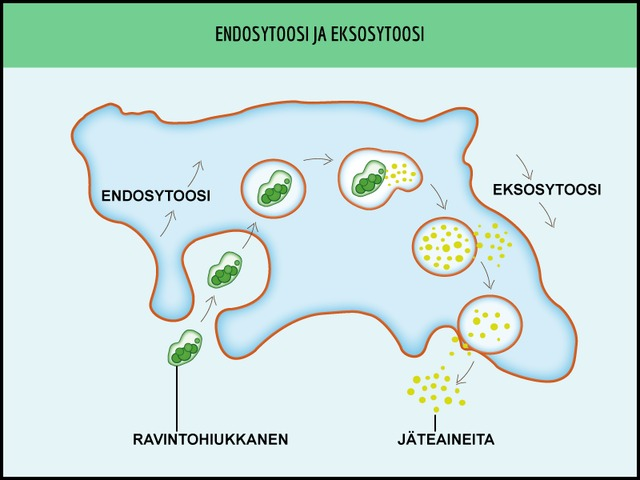 ENDOSYTOOSI JA EKSOSYTOOSI
ENDOSYTOOSI
EKSOSYTOOSI
RAVINTOHIUKKANEN
JÄTEAINEITA